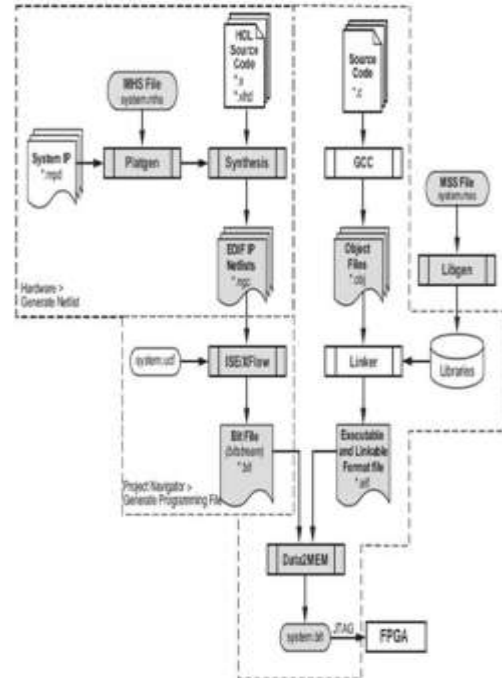 HDL
Source
Code
*.v
*.vhd
Source
Code
*.c
MHS File
system.mhs
System IP
*.mpd
Platgen
Synthesis
GCC
MSS File
system.mss
EDIF IP
Netlists
*.ngc
Object
Files
*.obj
Libgen
Hardware >
Generate Netlist
system.ucf
ISE/XFlow
Linker
Libraries
Bit File
(bitstream)
*.bit
Executable
and Linkable
Format file
*.elf
Project Navigator >
Generate Programming File
Data2MEM
system.bit
JTAG
FPGA